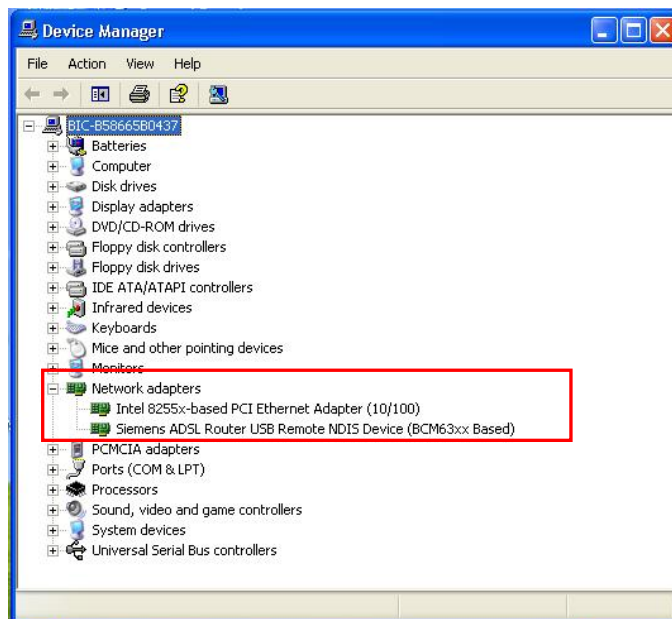 Device Manager
File Action View Help
BIC-B58665B0437
Batteries
Computer
Disk drives
Display adapters
DVD/CD-ROM drives
Floppy disk controllers
Floppy disk drives
IDE ATA/ATAPI controllers
Infrared devices
Keyboards
Mice and other pointing devices
Monitors
Network adapters
Intel 8255x-based PCI Ethernet Adapter (10/100)
Siemens ADSL Router USB Remote NDIS Device (BCM63xx Based)
PCMCIA adapters
Ports (COM & LPT)
Processors
Sound, video and game controllers
System devices
Universal Serial Bus controllers